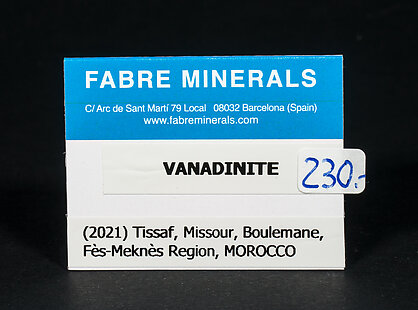 FABRE MINERALS
C/ Arc de Sant Martí 79 Local 08032 Barcelona (Spain)
www.fabreminerals.com
VANADINITE
230.-
(2021) Tissaf, Missour, Boulemane,
Fès-Meknès Region, MOROCCO